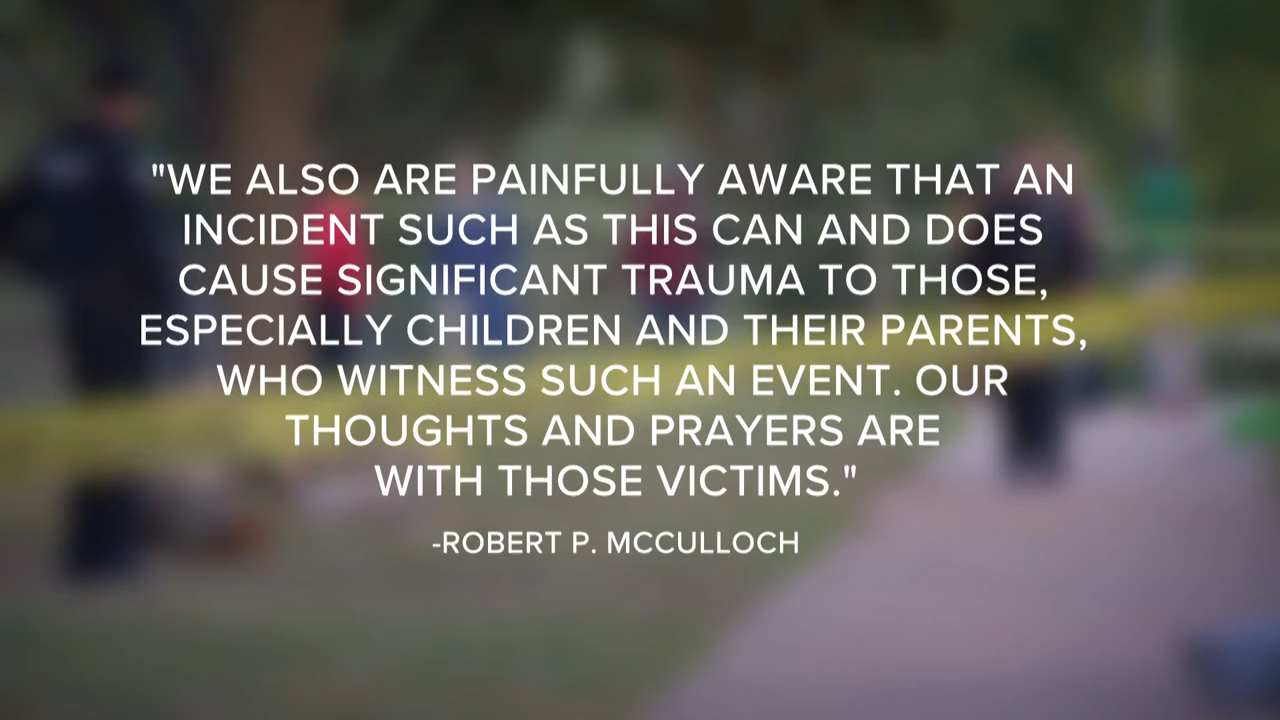 "WE ALSO ARE PAINFULLY AWARE THAT AN
INCIDENT SUCH AS THIS CAN AND DOES
CAUSE SIGNIFICANT TRAUMA TO THOSE,
ESPECIALLY CHILDREN AND THEIR PARENTS,
WHO WITNESS SUCH AN EVENT. OUR
THOUGHTS AND PRAYERS ARE
WITH THOSE VICTIMS."
-ROBERT P. MCCULLOCH